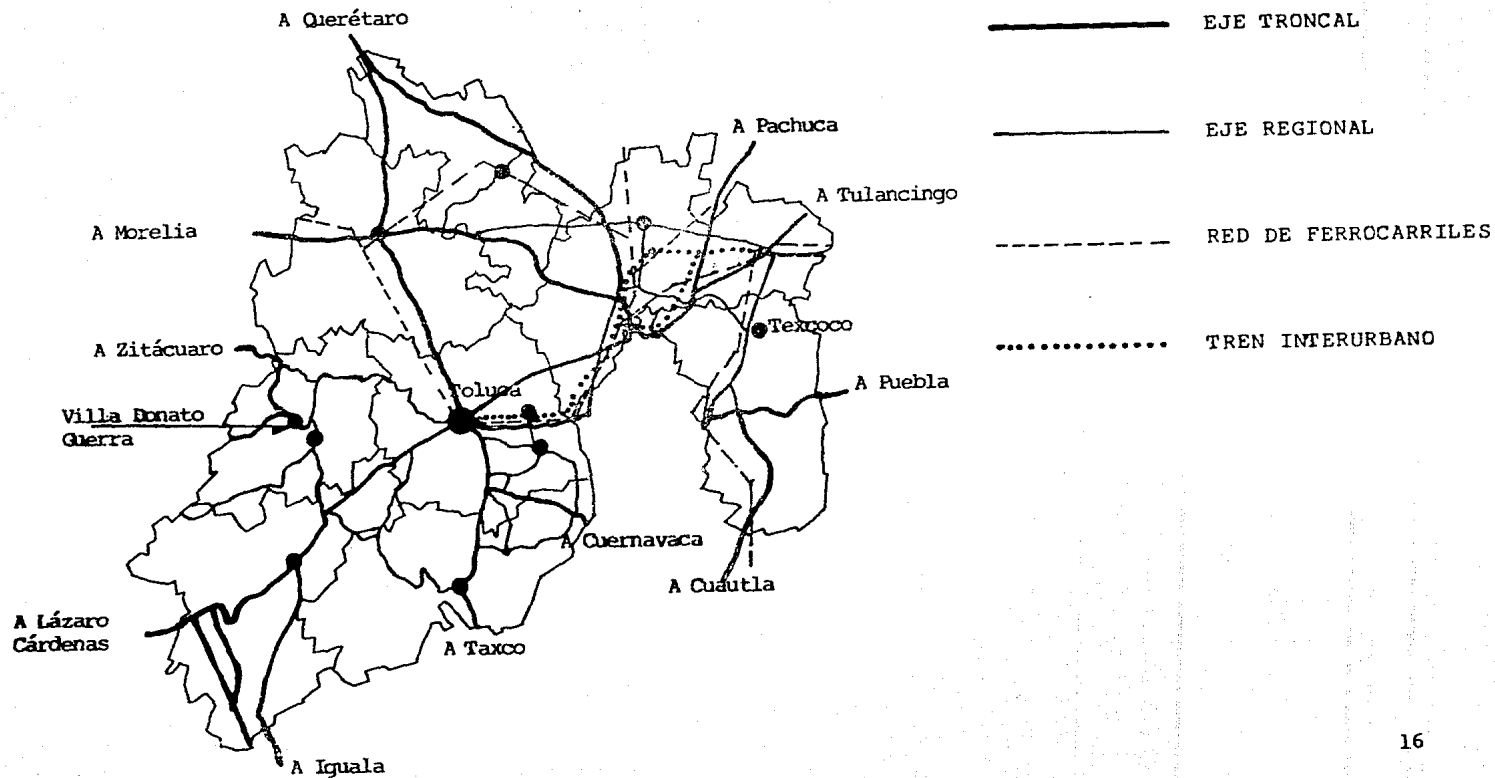 A Querétaro
EJE TRONCAL
A Pachuca
EJE REGIONAL
A Tulancingo
A Morelia
RED DE FERROCARRILES
Texcoco
TREN INTERURBANO
A Zitácuaro
A Puebla
Toluca
Villa Donato
Guerra
A Cuernavaca
A Cuautla
A Lázaro
Cárdenas
A Taxco
A Iguala
16